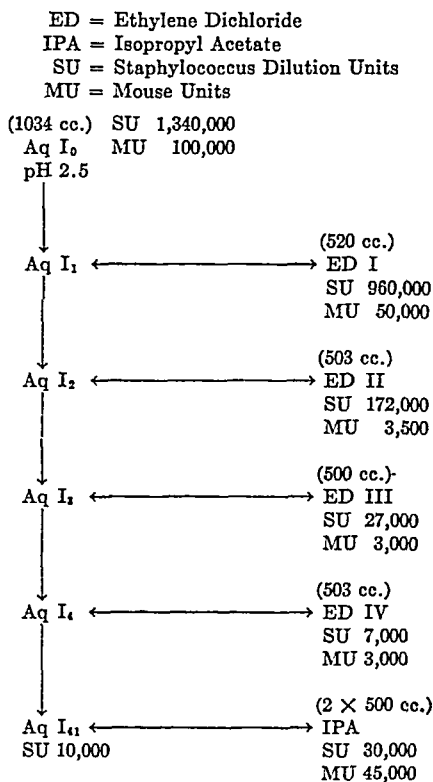 ED = Ethylene Dichloride
IPA = Isopropyl Acetate
SU = Staphylococcus Dilution Units
MU = Mouse Units
(1034 cc.) SU 1,340,000
Aq I₀ MU 100,000
pH 2.5
(520 cc.)
Aq I₁ ED I
SU 960,000
MU 50,000
(503 cc.)
Aq I₂ ED II
SU 172,000
MU 3,500
(500 cc.)-
Aq I₃ ED III
SU 27,000
MU 3,000
(503 cc.)
Aq I₄ ED IV
SU 7,000
MU 3,000
(2 × 500 cc.)
Aq I₄₁ IPA
SU 10,000 SU 30,000
MU 45,000